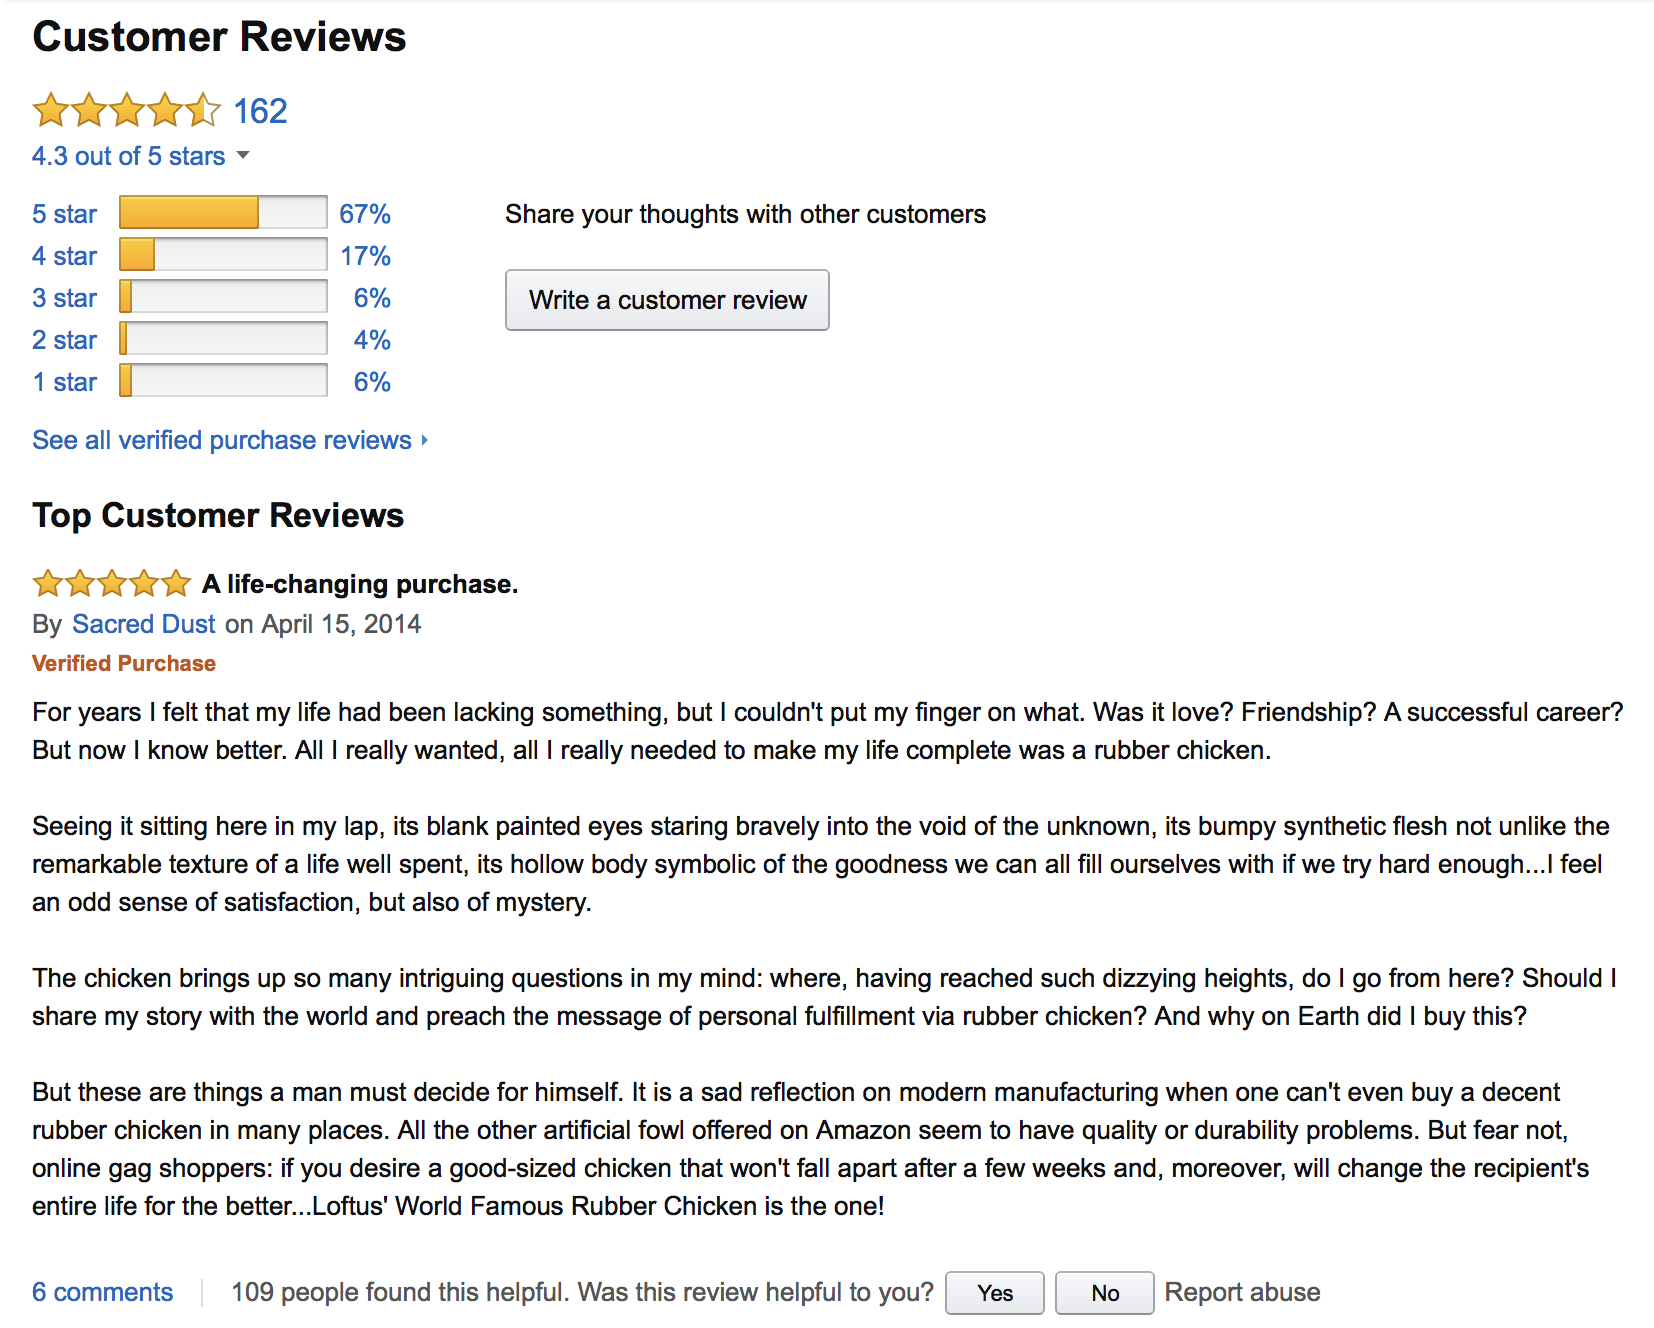 Customer Reviews
162
4.3 out of 5 stars
5 star 67%
4 star 17%
3 star 6%
2 star 4%
1 star 6%
Share your thoughts with other customers
Write a customer review
See all verified purchase reviews
Top Customer Reviews
A life-changing purchase.
By Sacred Dust on April 15, 2014
Verified Purchase
For years I felt that my life had been lacking something, but I couldn't put my finger on what. Was it love? Friendship? A successful career?
But now I know better. All I really wanted, all I really needed to make my life complete was a rubber chicken.
Seeing it sitting here in my lap, its blank painted eyes staring bravely into the void of the unknown, its bumpy synthetic flesh not unlike the
remarkable texture of a life well spent, its hollow body symbolic of the goodness we can all fill ourselves with if we try hard enough...I feel
an odd sense of satisfaction, but also of mystery.
The chicken brings up so many intriguing questions in my mind: where, having reached such dizzying heights, do I go from here? Should I
share my story with the world and preach the message of personal fulfillment via rubber chicken? And why on Earth did I buy this?
But these are things a man must decide for himself. It is a sad reflection on modern manufacturing when one can't even buy a decent
rubber chicken in many places. All the other artificial fowl offered on Amazon seem to have quality or durability problems. But fear not,
online gag shoppers: if you desire a good-sized chicken that won't fall apart after a few weeks and, moreover, will change the recipient's
entire life for the better...Loftus' World Famous Rubber Chicken is the one!
6 comments
109 people found this helpful. Was this review helpful to you? Yes No Report abuse